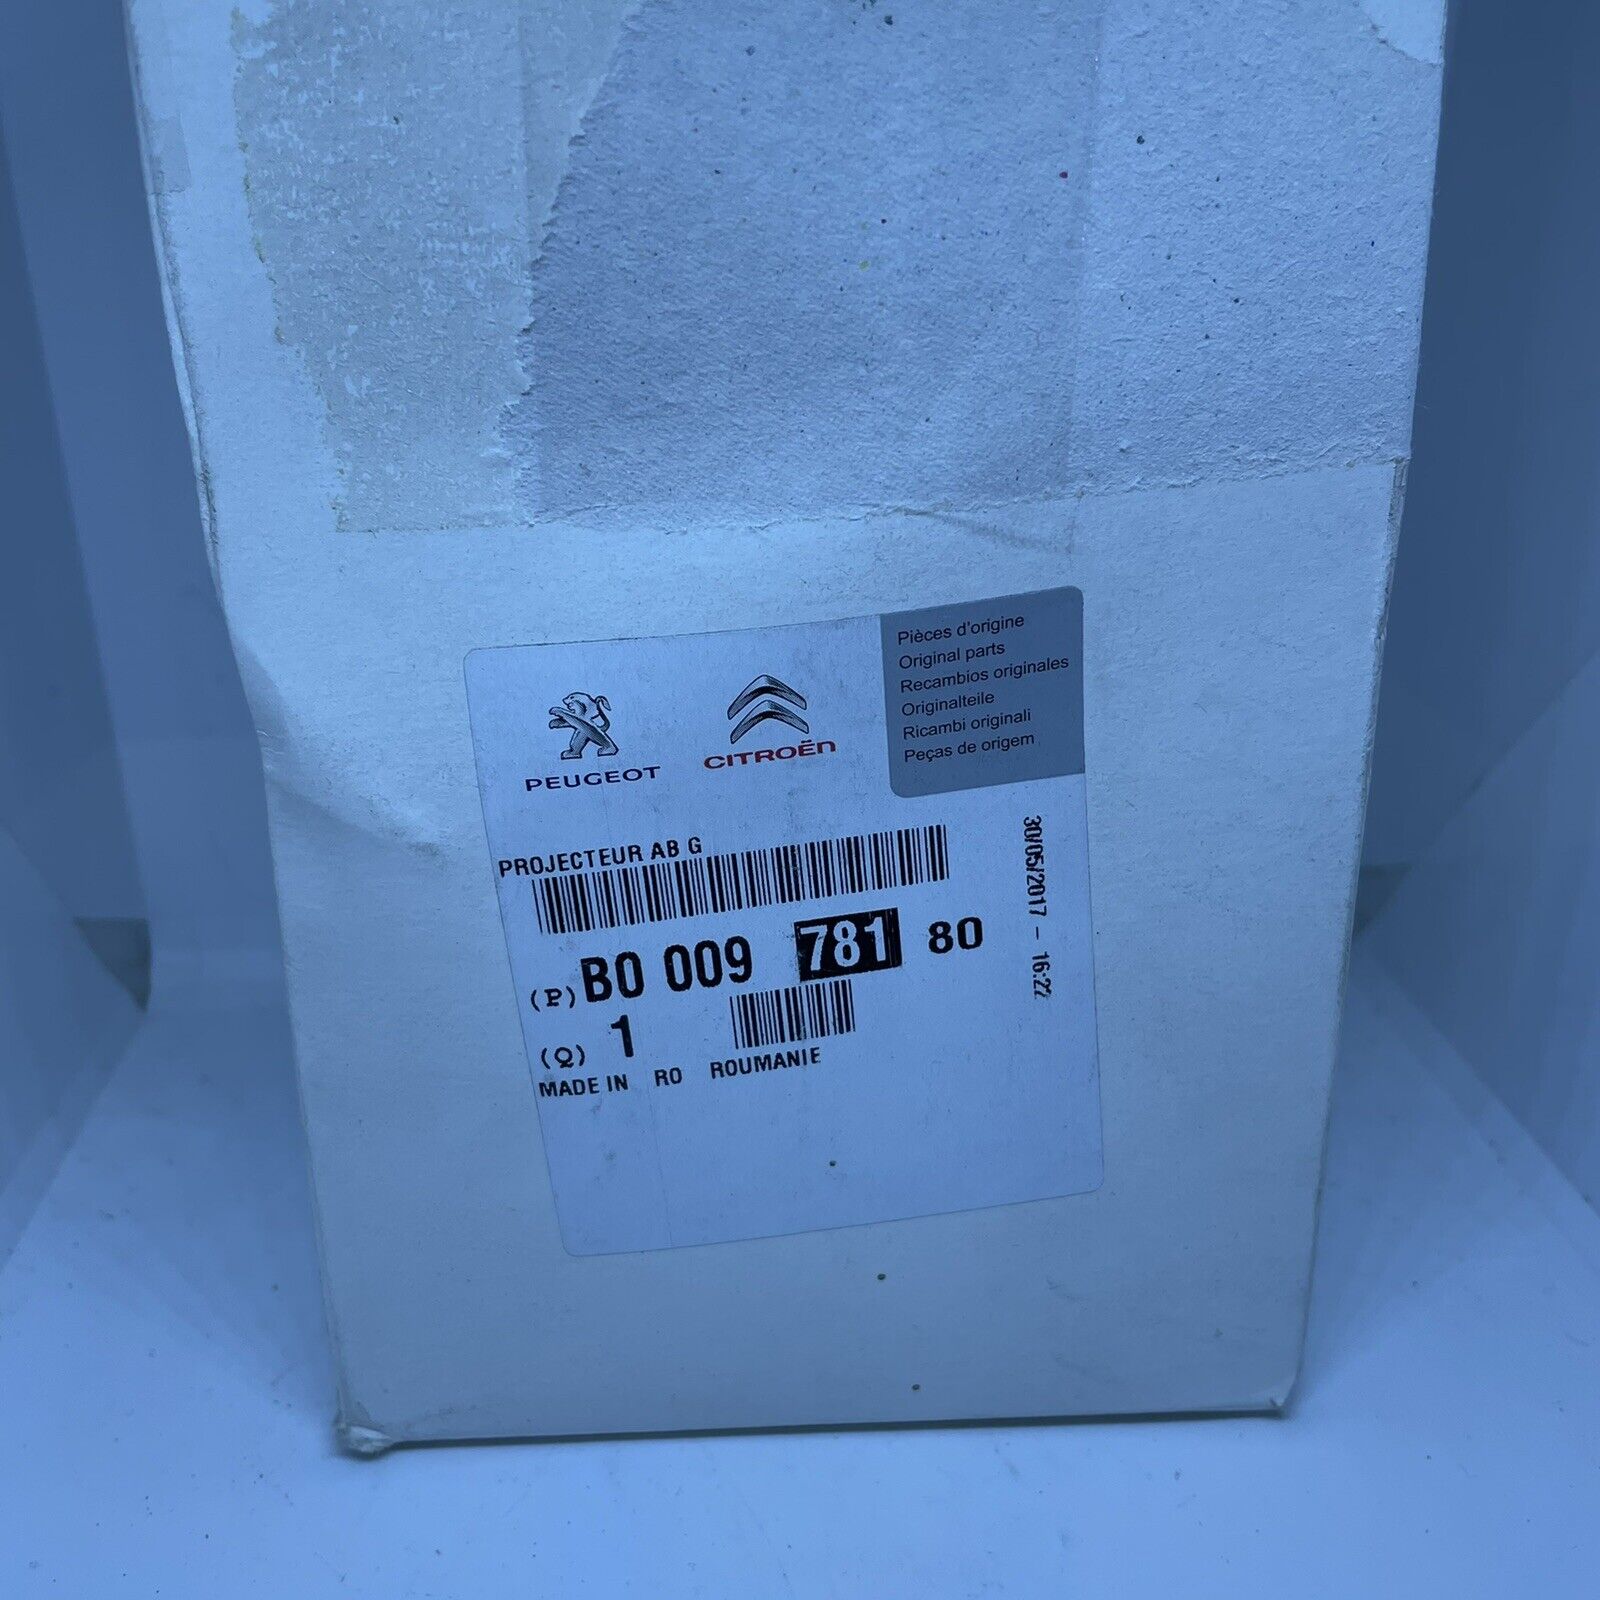 PEUGEOT
CITROËN
Pièces d'origine
Original parts
Recambios originales
Originalteile
Ricambi originali
Peças de origem
PROJECTEUR AB G
(P) B0 009 781 80
(Q) 1
MADE IN RO ROUMANIE
30/05/2017 - 16:22